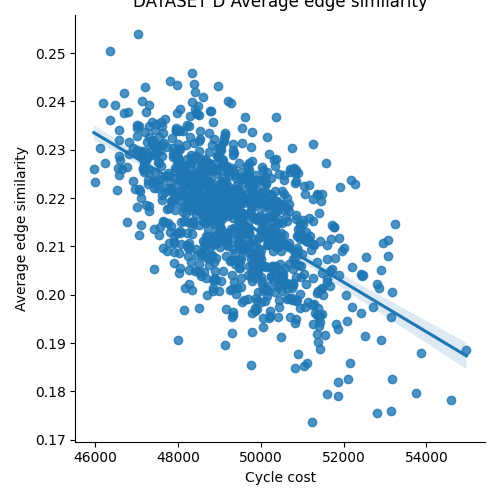 DATASET D Average edge similarity
0.25
0.24
0.23
0.22
0.21
0.20
0.19
0.18
0.17
Average edge similarity
46000 48000 50000 52000 54000
Cycle cost